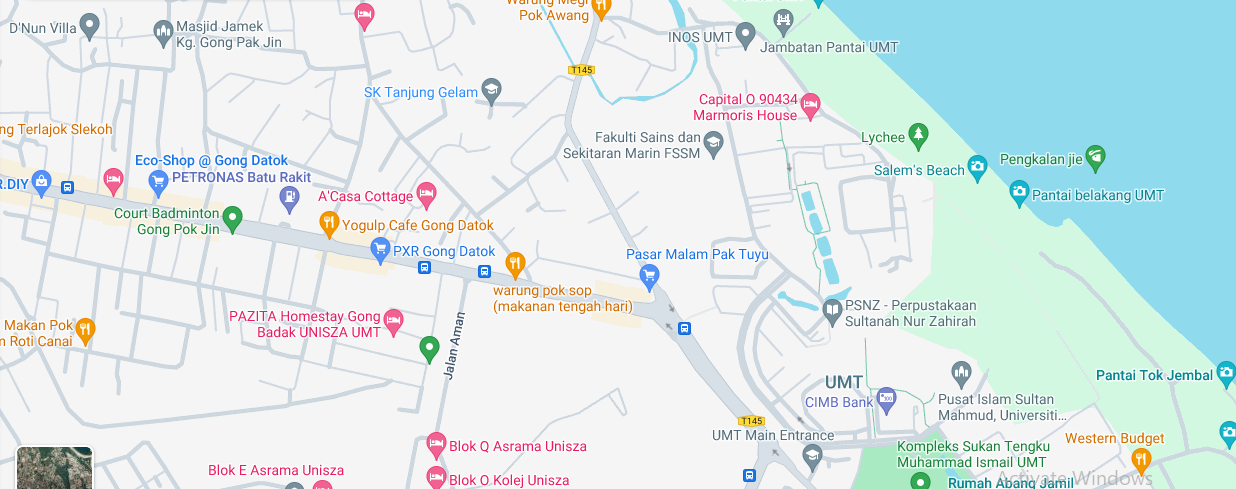 Warung Megi
Pok Awang
D'Nun Villa
Masjid Jamek
Kg. Gong Pak Jin
INOS UMT
Jambatan Pantai UMT
T145
SK Tanjung Gelam
Capital O 90434
Marmoris House
ng Terlajok Slekoh
Fakulti Sains dan
Sekitaran Marin FSSM
Lychee
Pengkalan jie
Eco-Shop @ Gong Datok
PETRONAS Batu Rakit
Salem's Beach
R.DIY
A'Casa Cottage
Pantai belakang UMT
Court Badminton
Gong Pok Jin
Yogulp Cafe Gong Datok
PXR Gong Datok
Pasar Malam Pak Tuyu
warung pok sop
(makanan tengah hari)
PSNZ - Perpustakaan
Sultanah Nur Zahirah
PAZITA Homestay Gong
Badak UNISZA UMT
Makan Pok
m Roti Canai
Jalan Aman
Pantai Tok Jembal
UMT
CIMB Bank
Pusat Islam Sultan
Mahmud, Universiti...
T145
UMT Main Entrance
Western Budget
Blok Q Asrama Unisza
Kompleks Sukan Tengku
Muhammad Ismail UMT
Blok E Asrama Unisza
Blok O Kolej Unisza
Activate Windows
Rumah Abang Jamil